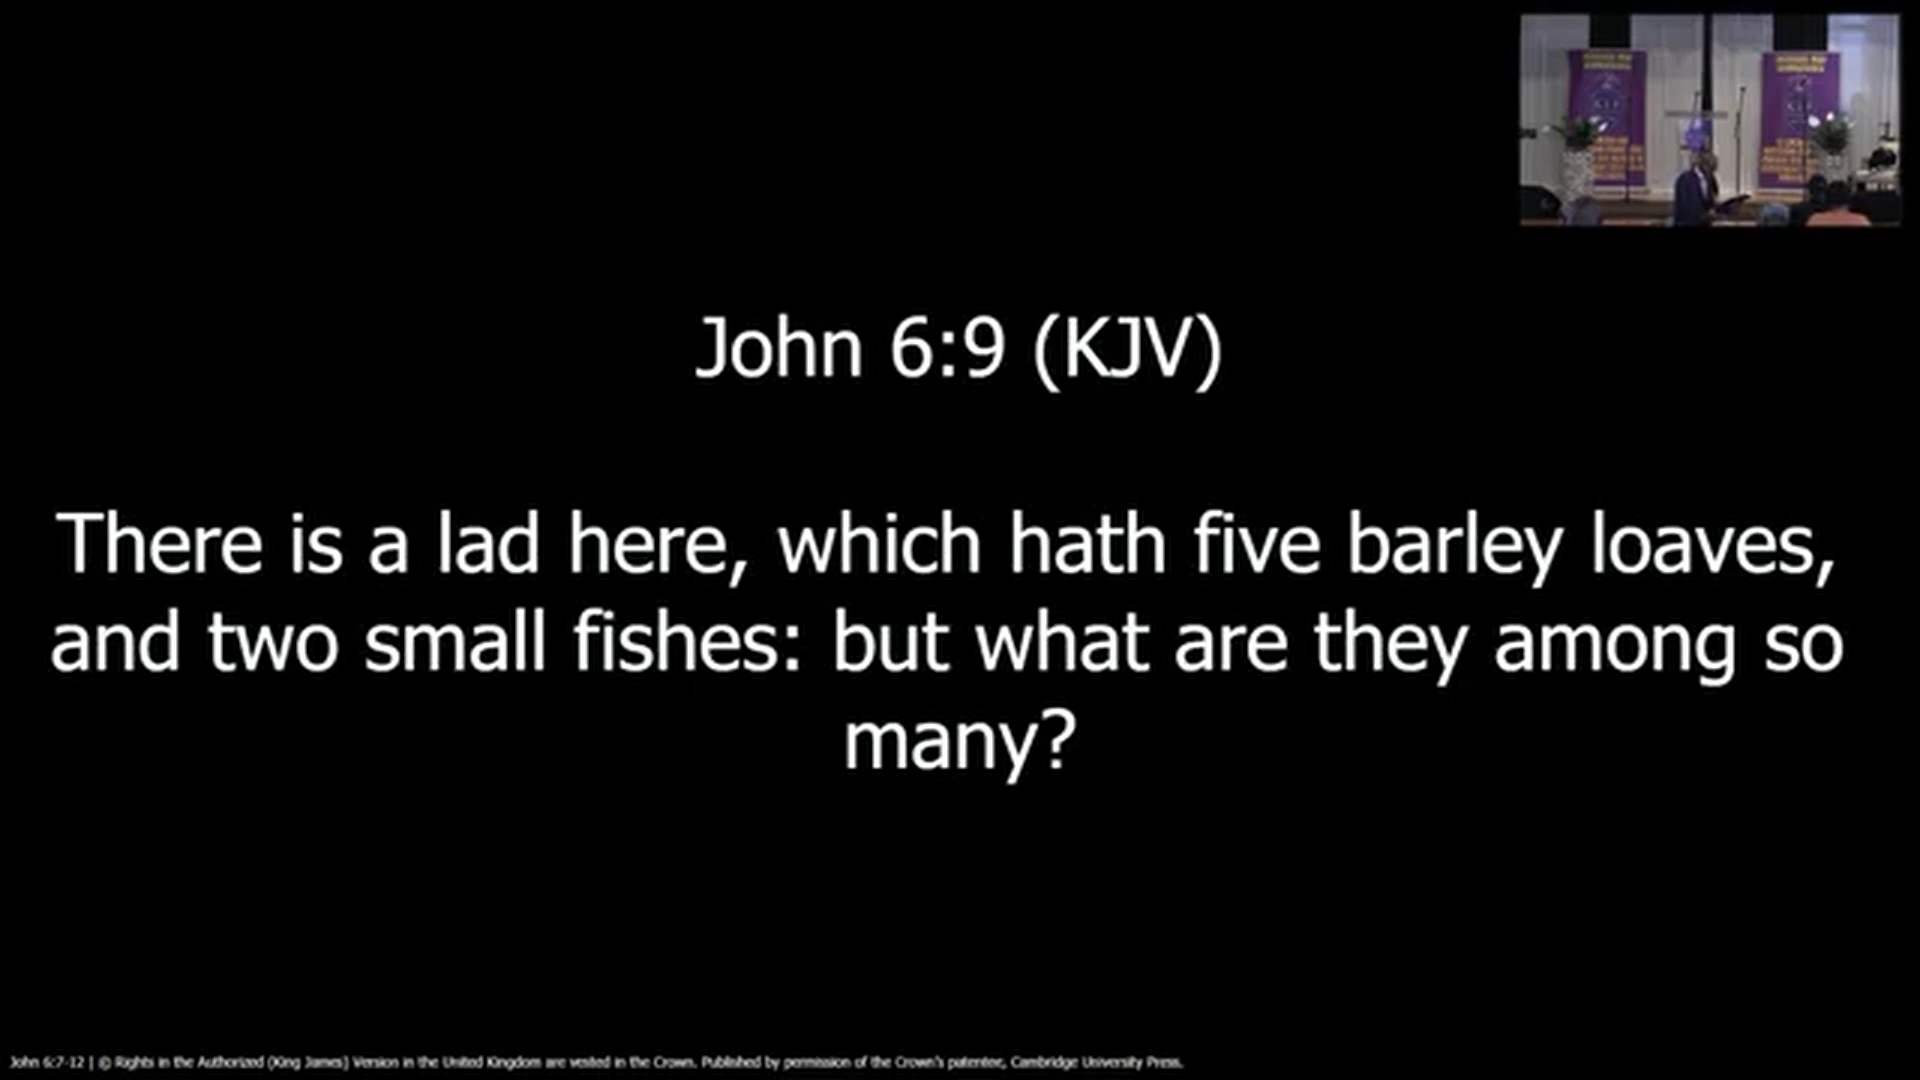 John 6:9 (KJV)
There is a lad here, which hath five barley loaves,
and two small fishes: but what are they among so
many?
John 6:7-12 | © Rights in the Authorized (King James) Version in the United Kingdom are vested in the Crown. Published by permission of the Crown's patentee, Cambridge University Press.